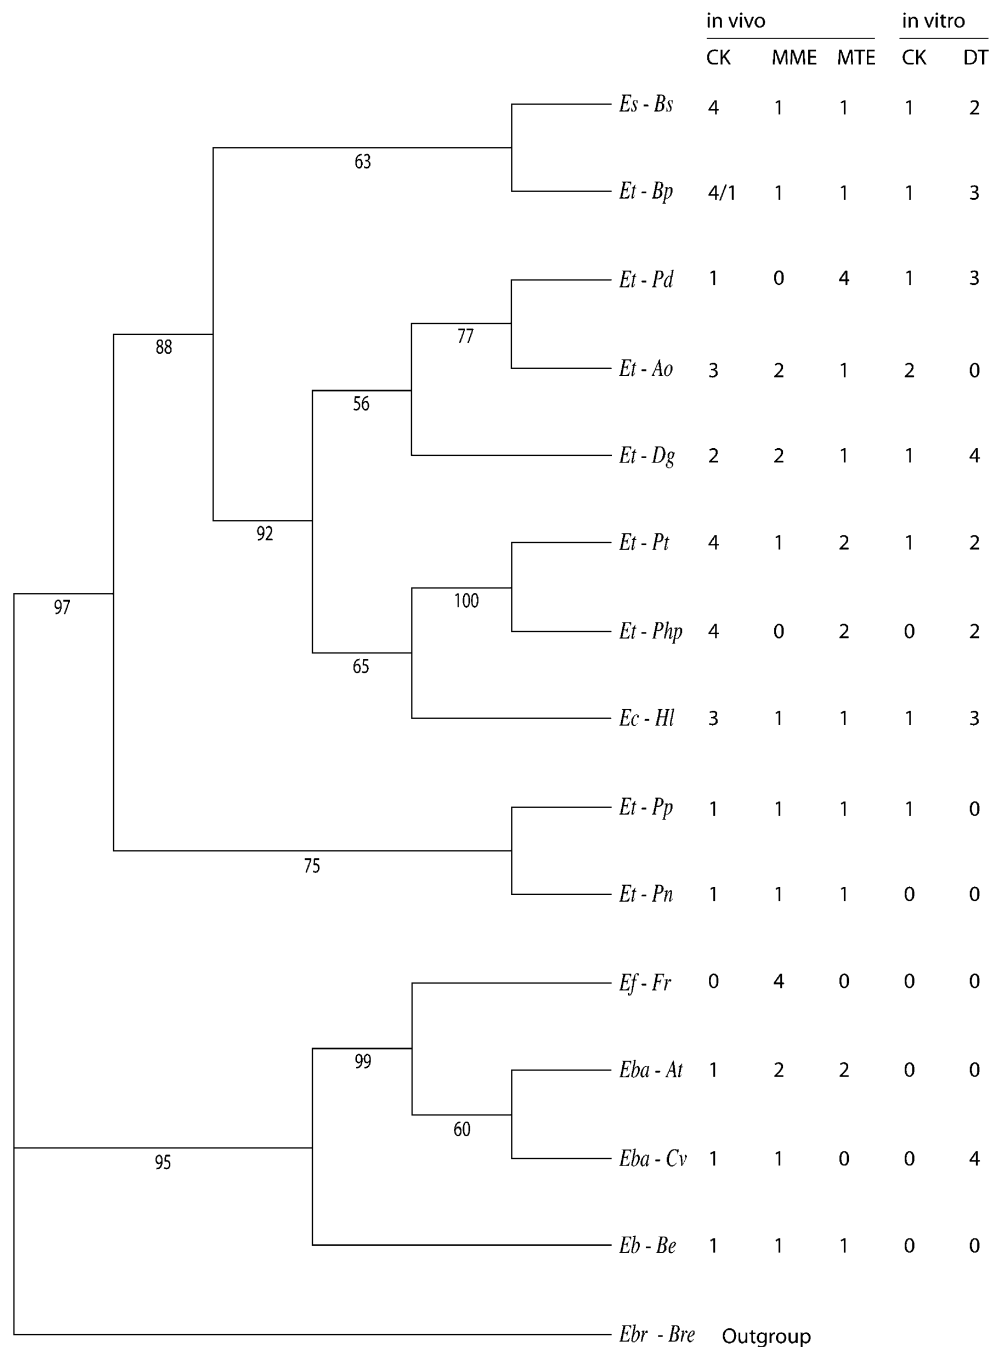 in vivo in vitro
CK MME MTE CK DT
Es - Bs 4 1 1 1 2
63
Et - Bp 4/1 1 1 1 3
Et - Pd 1 0 4 1 3
77
88
Et - Ao 3 2 1 2 0
56
Et - Dg 2 2 1 1 4
92
Et - Pt 4 1 2 1 2
100
97
Et - Php 4 0 2 0 2
65
Ec - Hl 3 1 1 1 3
Et - Pp 1 1 1 1 0
75
Et - Pn 1 1 1 0 0
Ef - Fr 0 4 0 0 0
99
Eba - At 1 2 2 0 0
60
Eba - Cv 1 1 0 0 4
95
Eb - Be 1 1 1 0 0
Ebr - Bre Outgroup